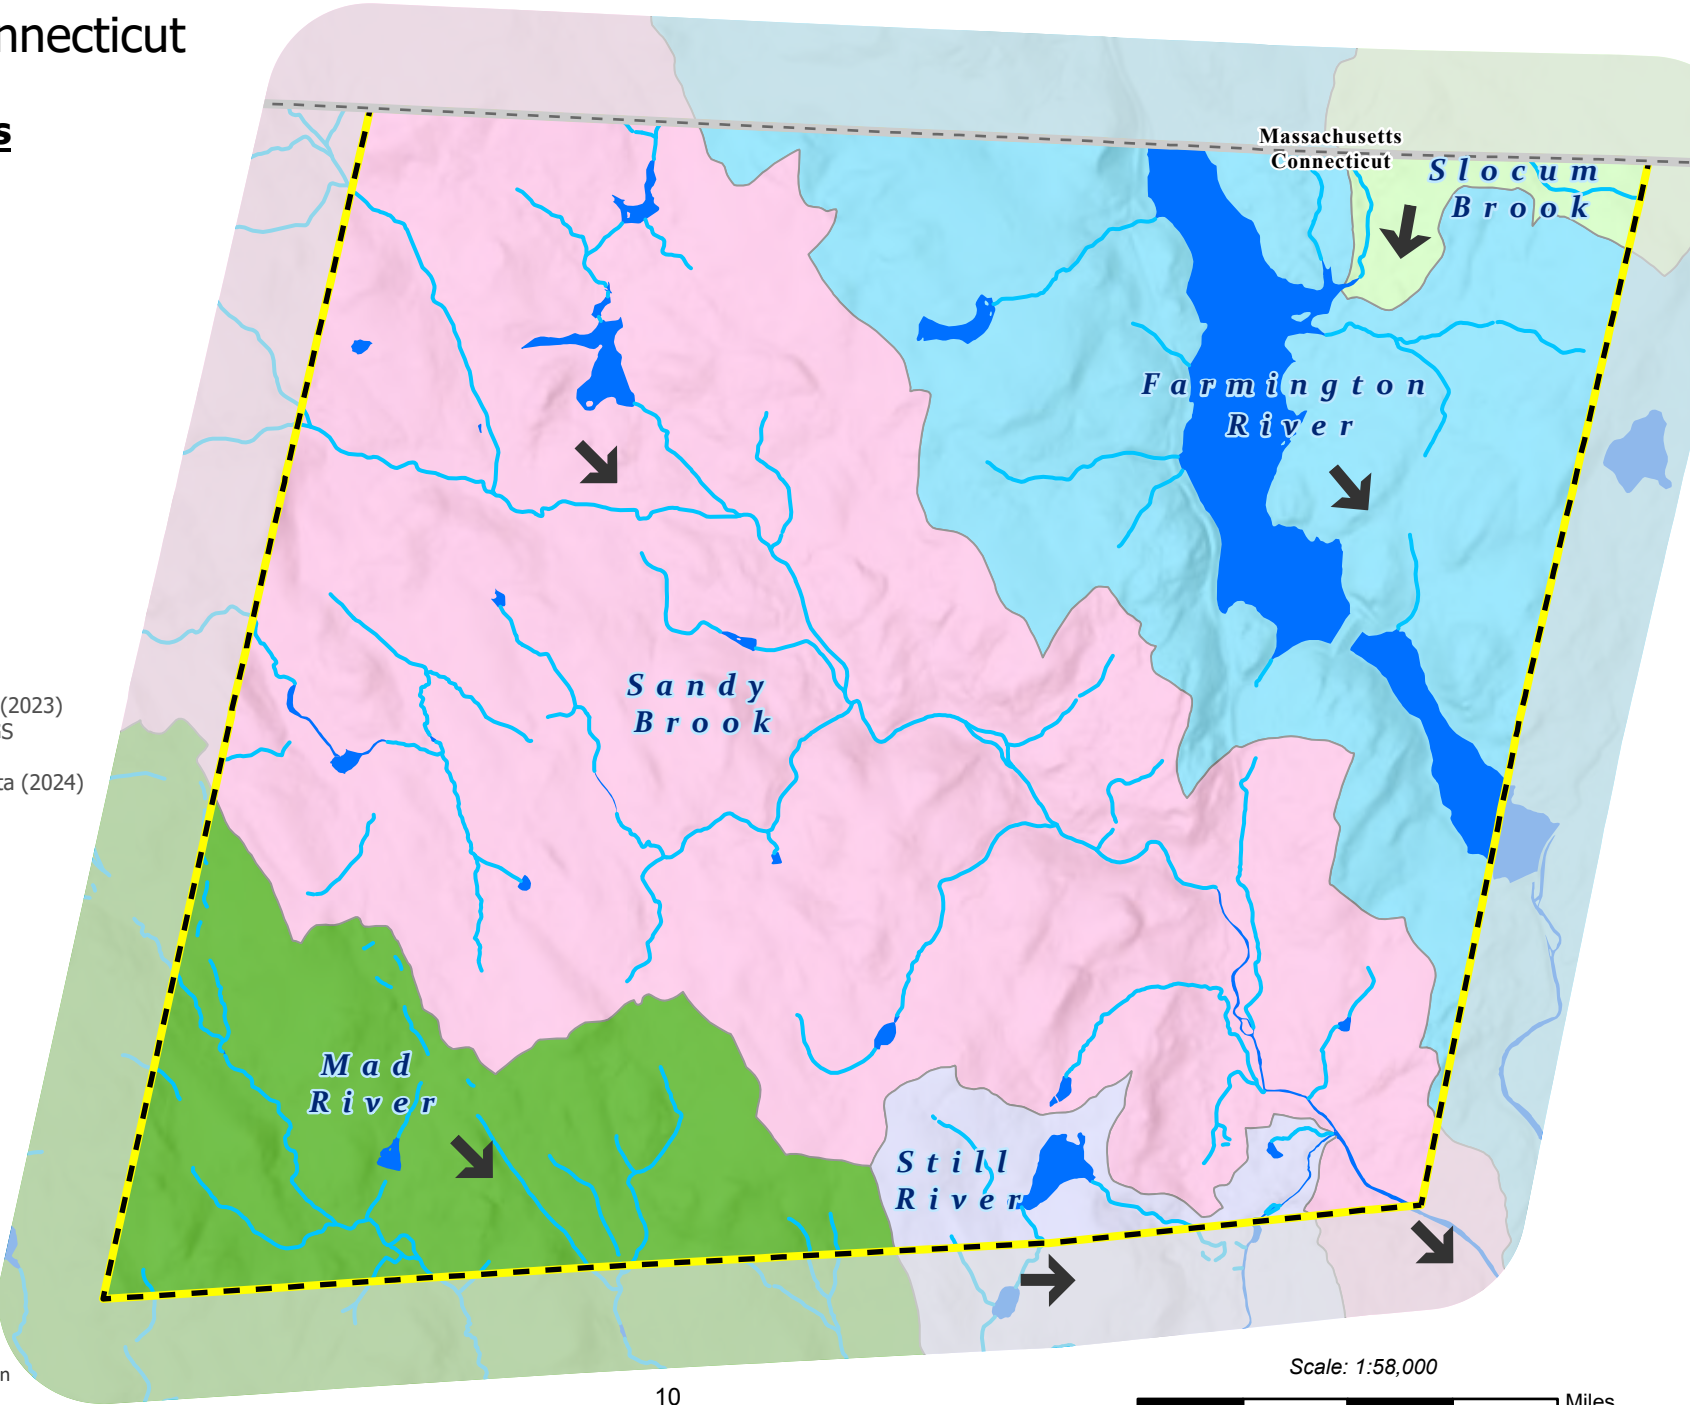 nnecticut
s
Massachusetts
Connecticut
Slocum
Brook
Farmington
River
Sandy
Brook
(2023)
ta (2024)
Mad
River
Still
River
n
Scale: 1:58,000
10
Miles